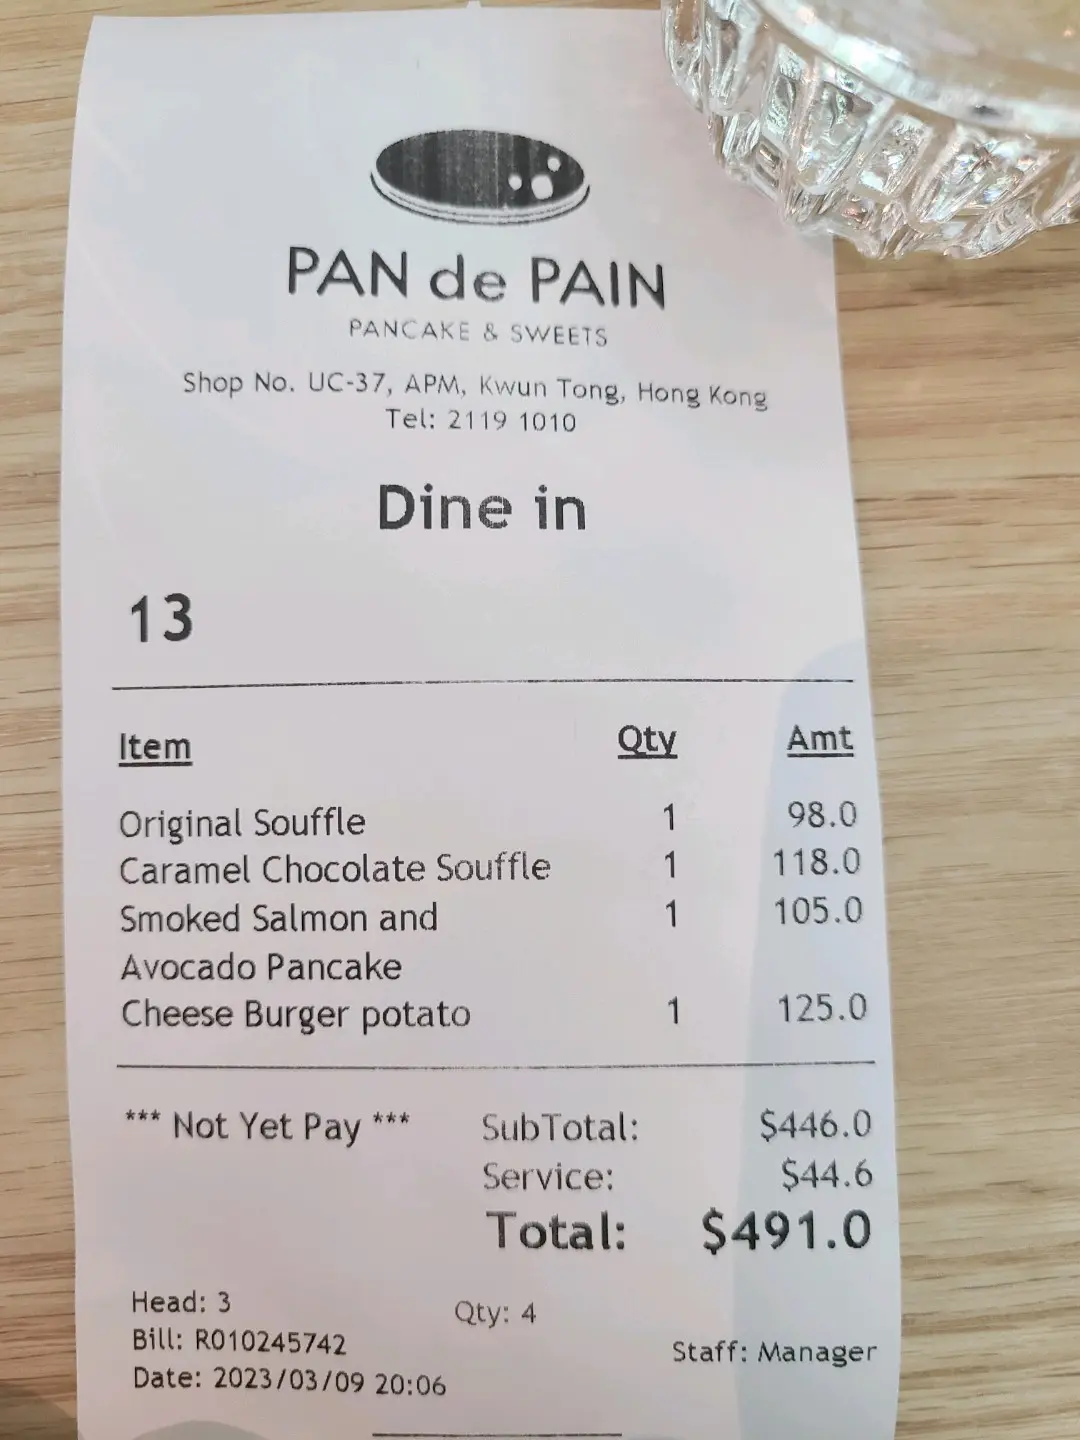 PAN de PAIN
PANCAKE & SWEETS
Shop No. UC-37, APM, Kwun Tong, Hong Kong
Tel: 2119 1010
Dine in
13
Item Qty Amt
Original Souffle 1 98.0
Caramel Chocolate Souffle 1 118.0
Smoked Salmon and 1 105.0
Avocado Pancake
Cheese Burger potato 1 125.0
*** Not Yet Pay *** SubTotal: $446.0
Service: $44.6
Total: $491.0
Head: 3 Qty: 4
Bill: R010245742 Staff: Manager
Date: 2023/03/09 20:06